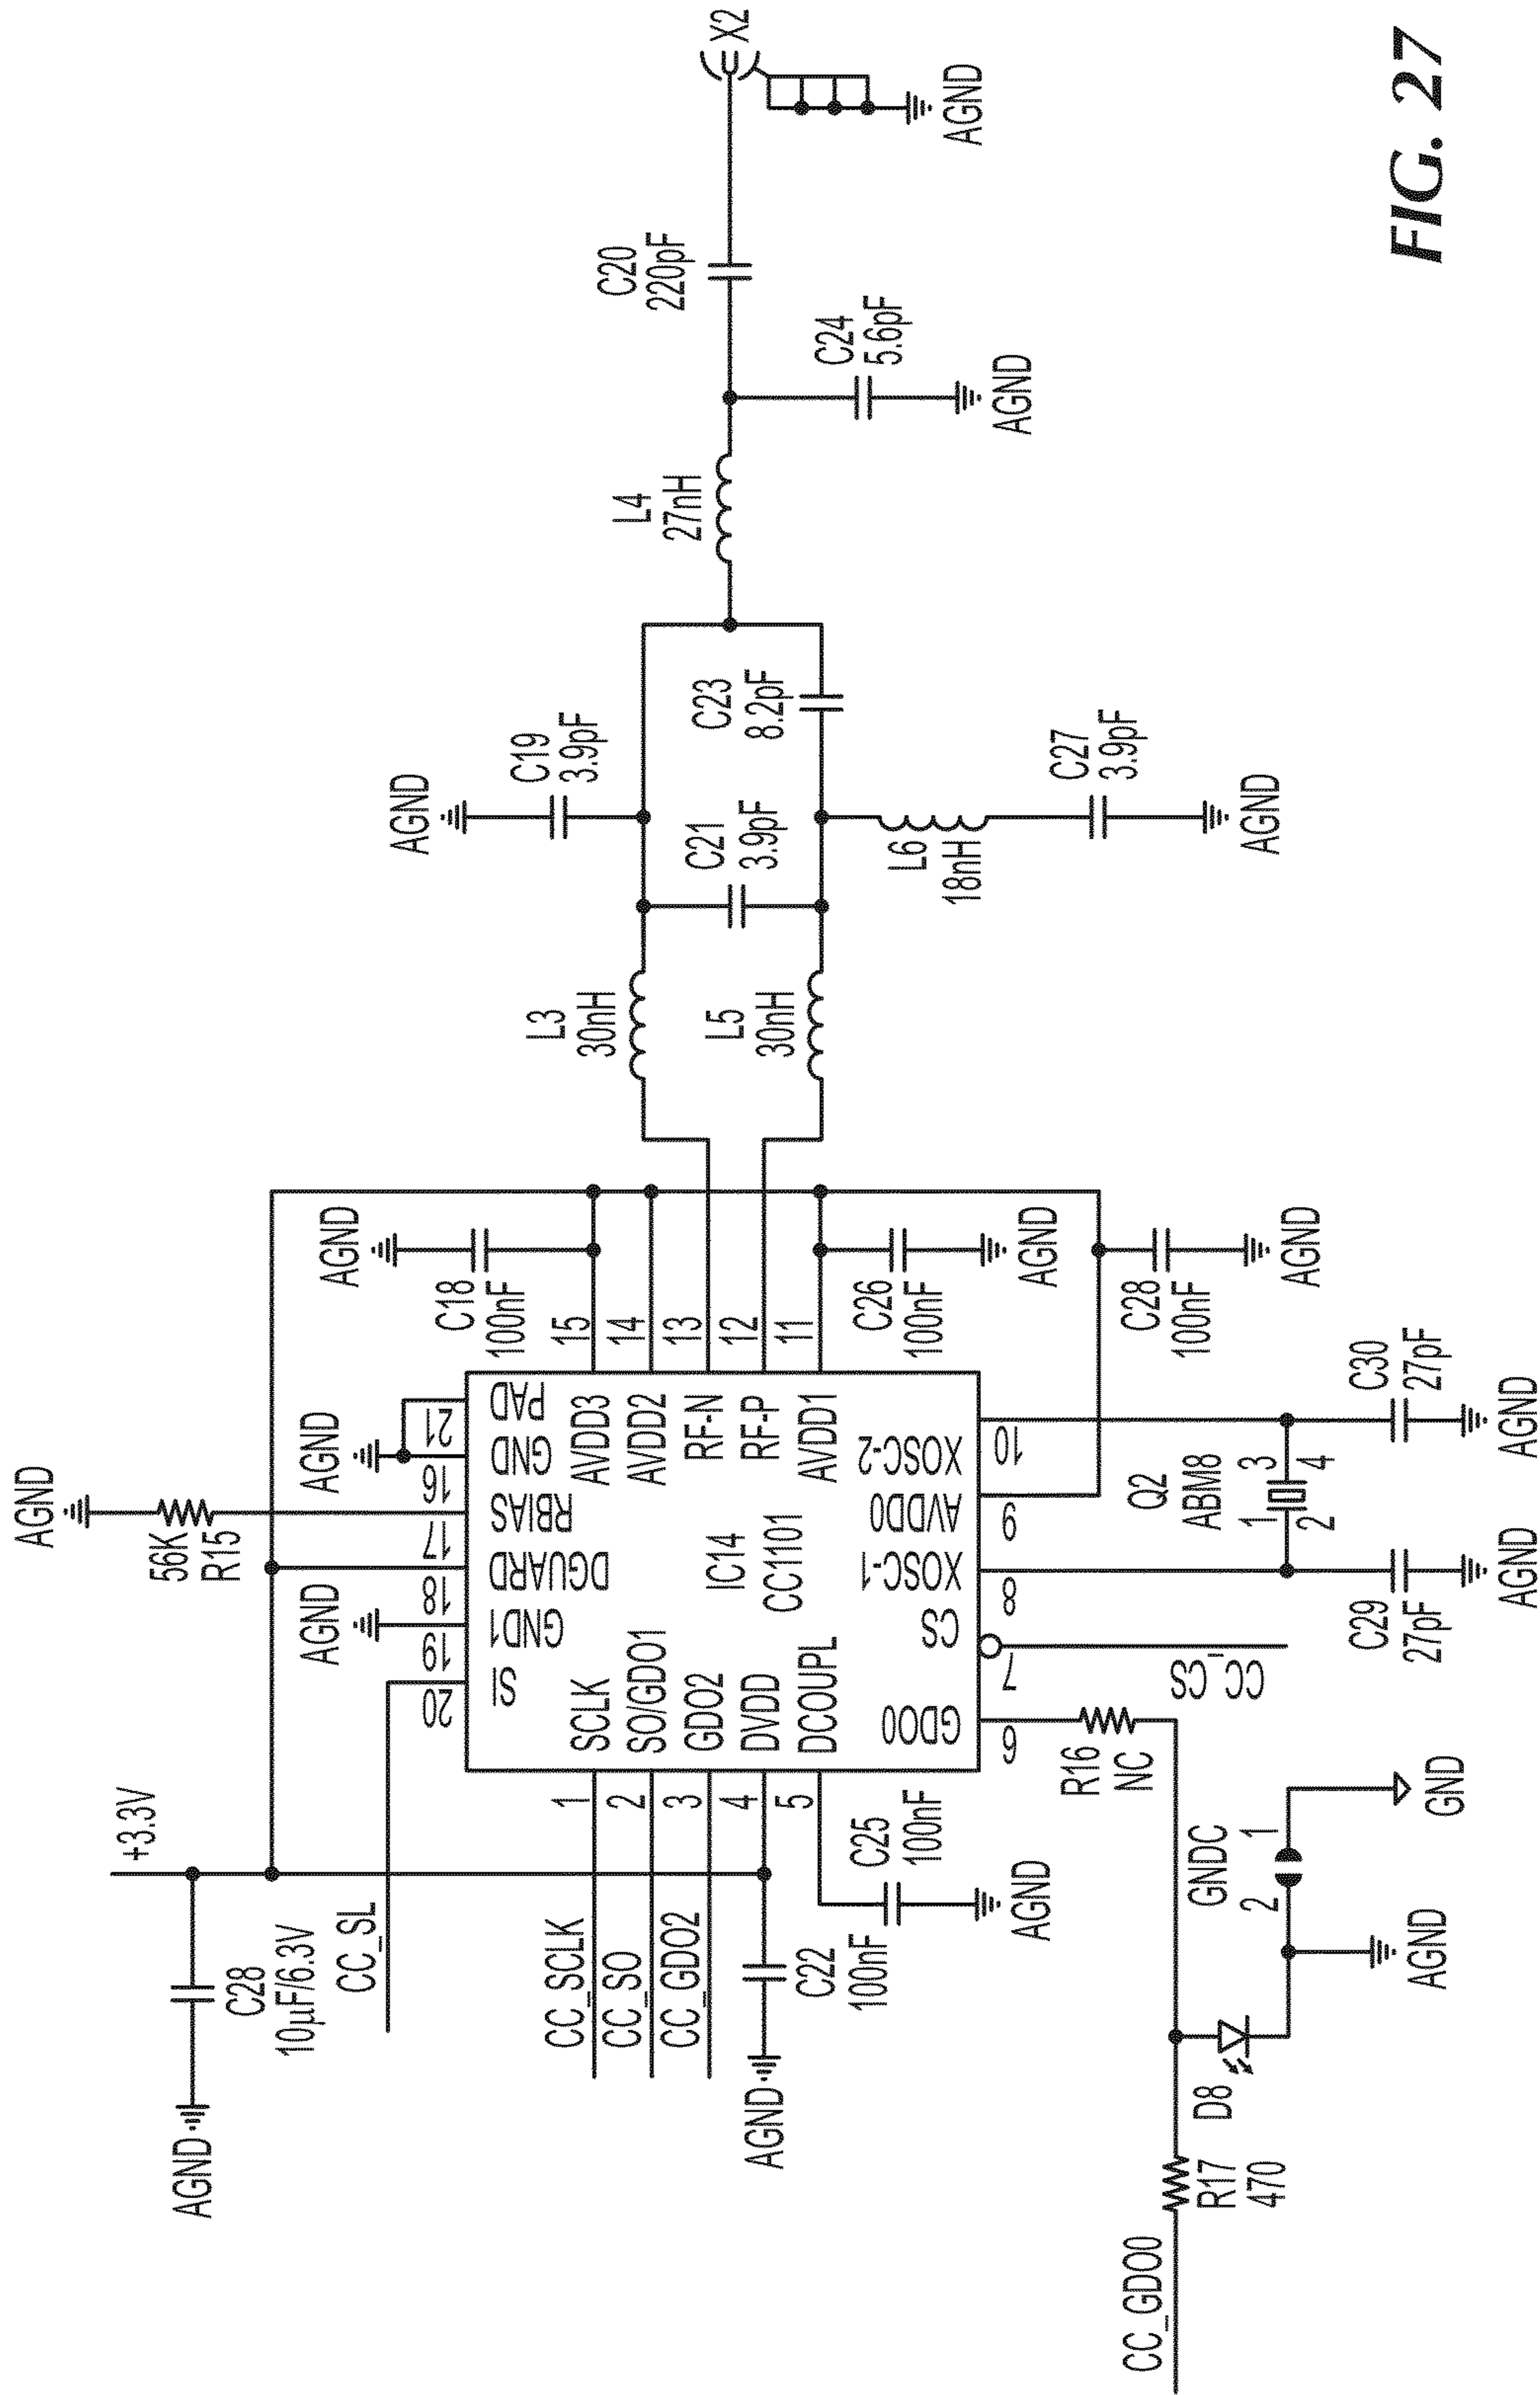 AGND
56K
R15
+3.3V
AGND
C28
10µF/6.3V
CC_SL
AGND
AGND
AGND
C18
100nF
20
19
18
17
16
21
SI
GND1
DGUARD
RBIAS
GND
PAD
CC_SCLK
CC_SO
CC_GDO2
1
2
3
4
5
SCLK
SO/GDO1
GDO2
DVDD
DCOUPL
IC14
CC1101
AVDD3
AVDD2
RF-N
RF-P
AVDD1
15
14
13
12
11
GDO0
CS
XOSC-1
AVDD0
XOSC-2
6
7
8
9
10
AGND
C22
100nF
C25
100nF
AGND
C26
100nF
AGND
C28
100nF
AGND
L3
30nH
L5
30nH
AGND
C19
3.9pF
C21
3.9pF
C23
8.2pF
L6
18nH
C27
3.9pF
AGND
L4
27nH
C20
220pF
C24
5.6pF
AGND
X2
AGND
R16
NC
CC_CS
Q2
ABM8
1
3
2
4
C29
27pF
AGND
C30
27pF
AGND
CC_GDO0
R17
470
D8
GNDC
2
1
AGND
GND
FIG. 27